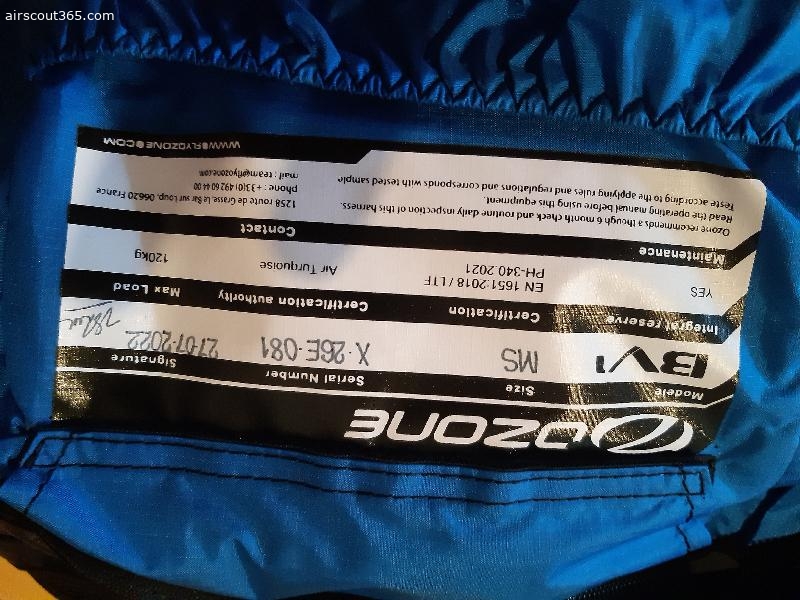 airscout365.com
OZONE
Modele Size Serial Number Signature
BV1 MS X-26E-081 27-07-2022
Integral reserve Certification Certification authority Max Load
YES EN 1651:2018 / LTF Air Turquoise 120kg
PH-340.2021
Maintenance Contact
Ozone recommends a though 6 month check and routine daily inspection of this harness.
Read the operating manual before using this equipment.
Teste according to the applying rules and regulations and corresponds with tested sample
1258 route de Grasse, Le Bar sur Loup, 06620 France
phone : + 33(0) 492 60 44 00
mail : team@flyozone.com
WWW.FLYOZONE.COM